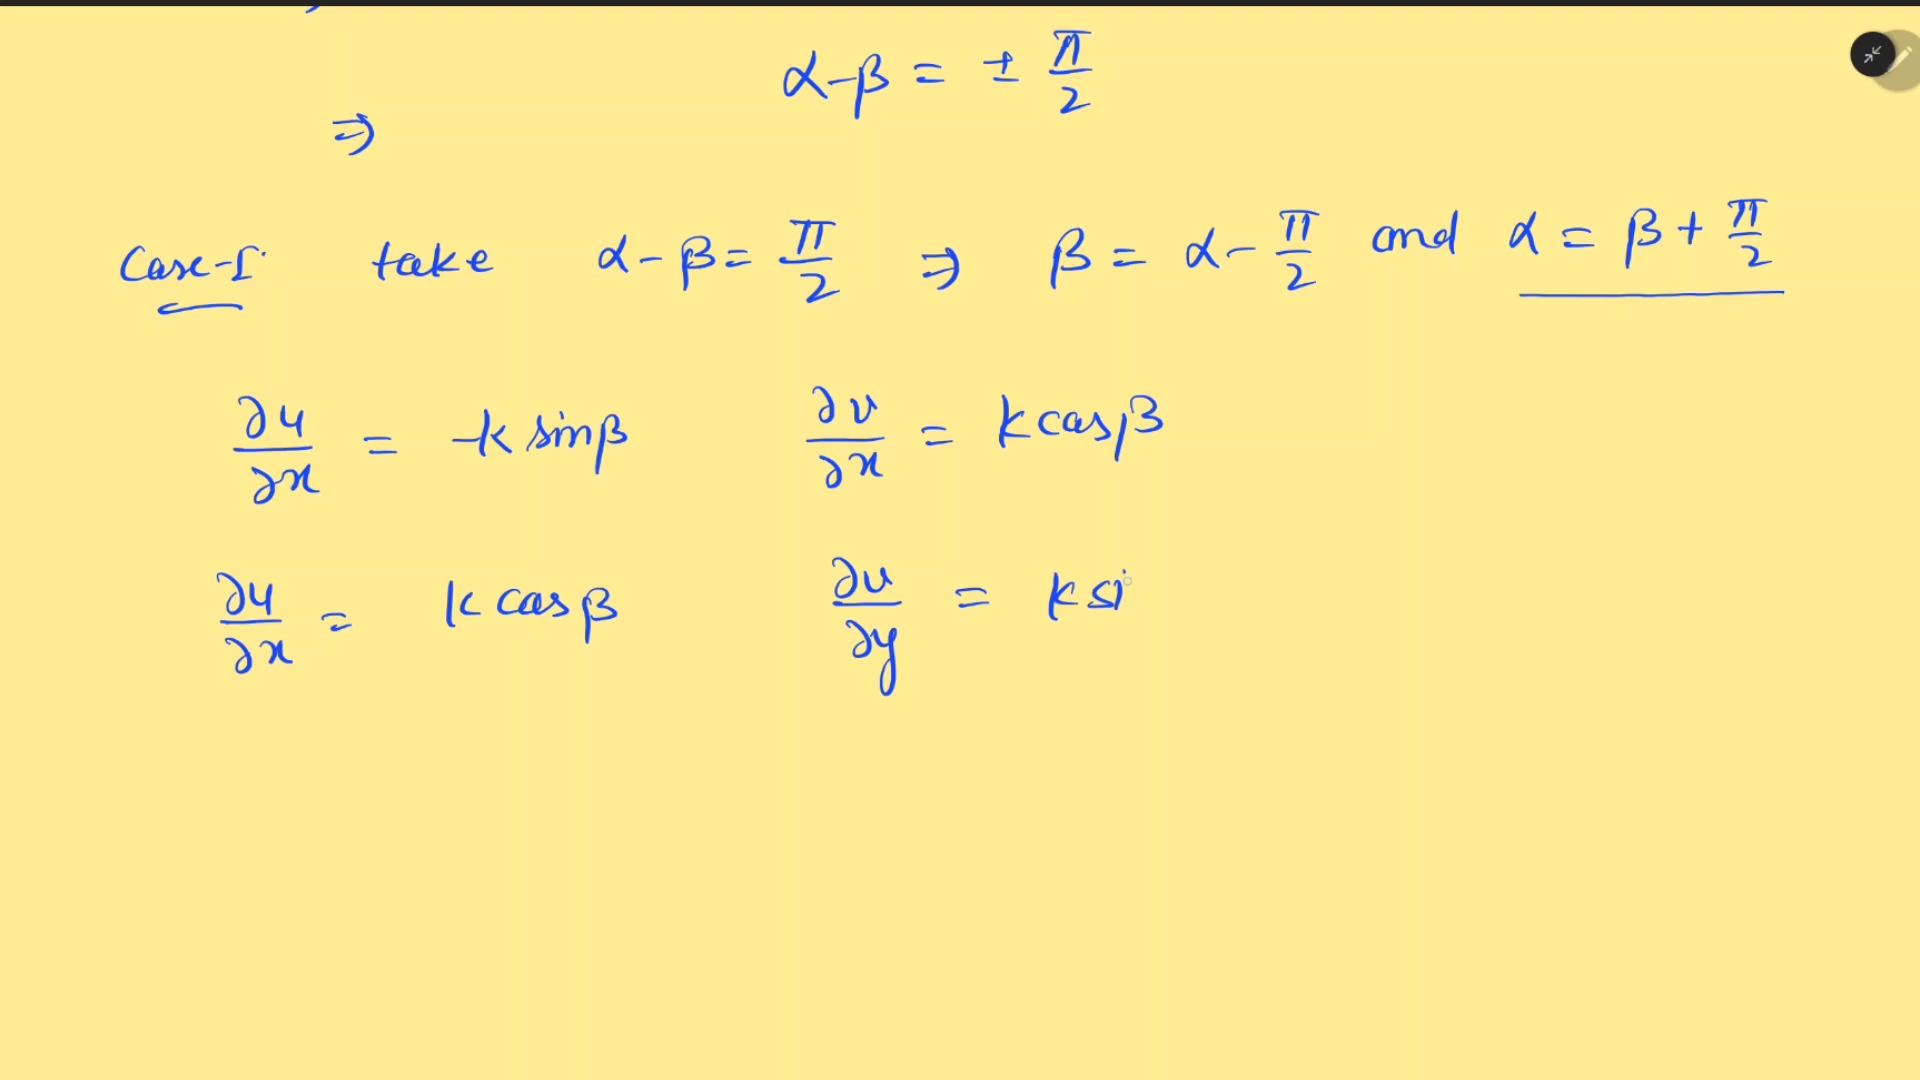 α-β = ± π/2
⇒
Case-I take α-β = π/2 ⇒ β = α - π/2 and α = β + π/2
∂u/∂x = -k sinβ ∂v/∂x = k cosβ
∂u/∂x = k cosβ ∂v/∂y = k si